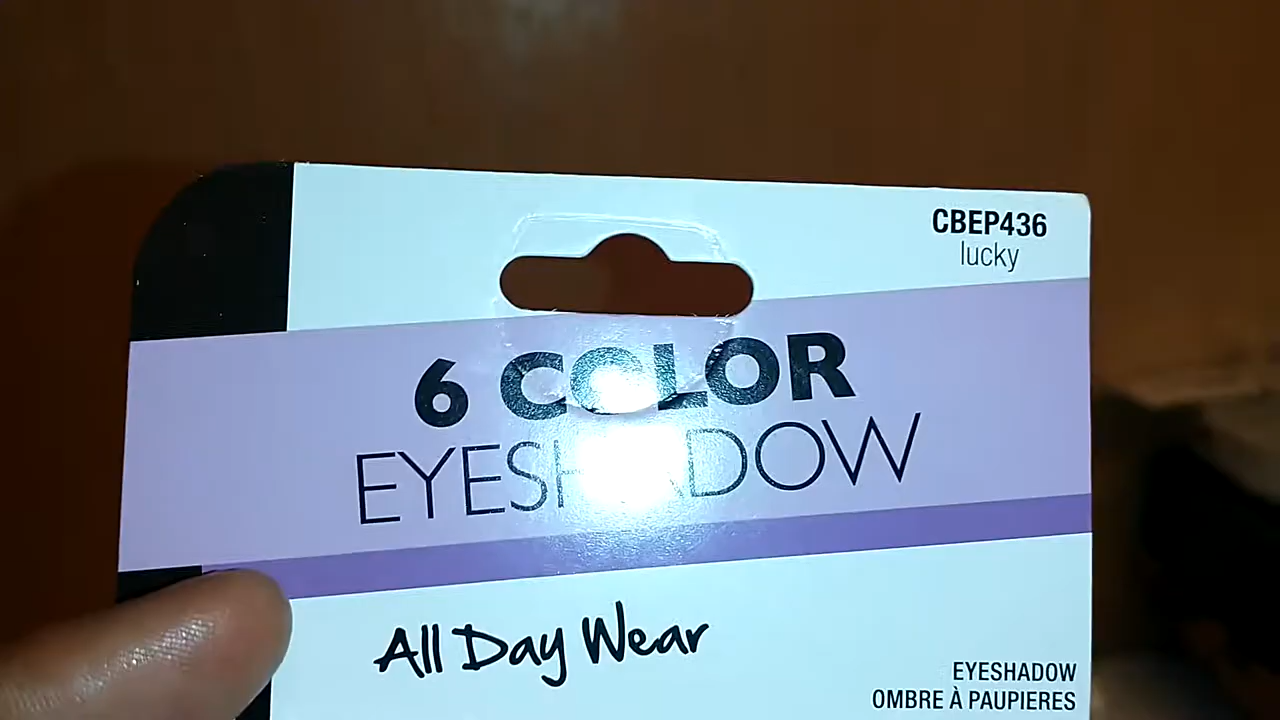 CBEP436
lucky
6 COLOR
EYESHADOW
All Day Wear
EYESHADOW
OMBRE À PAUPIERES